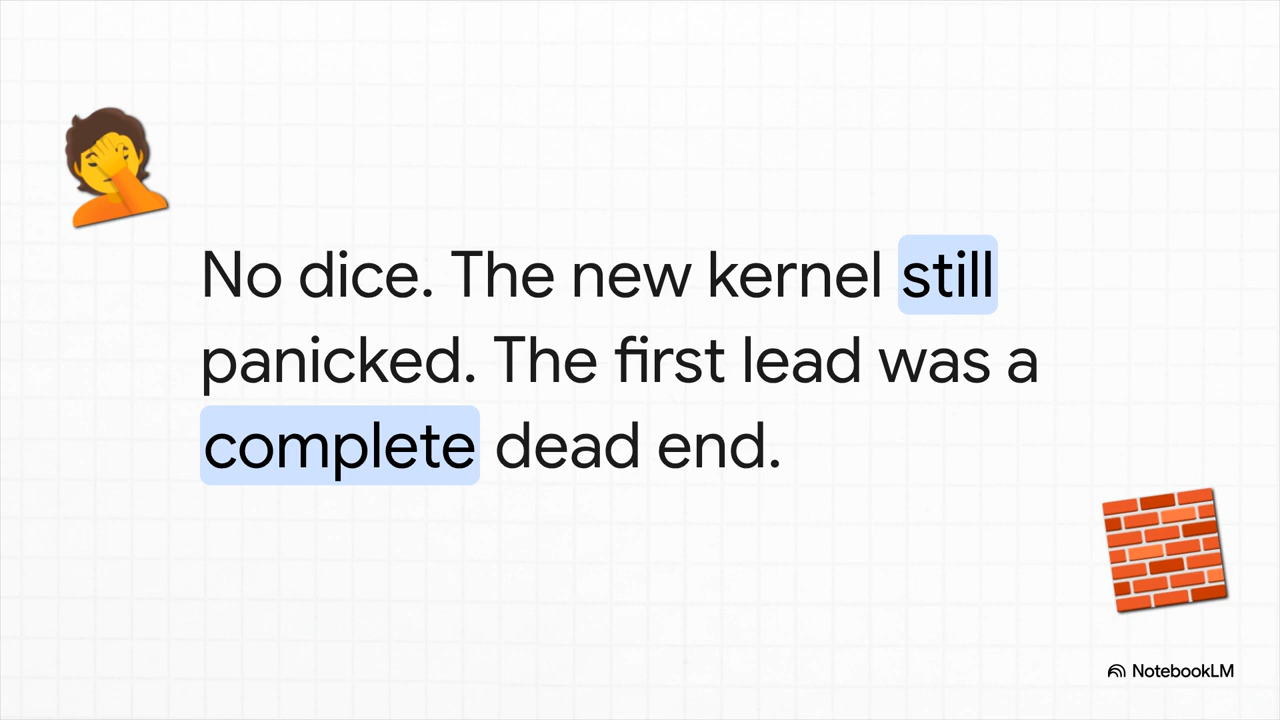 No dice. The new kernel still
panicked. The first lead was a
complete dead end.
NotebookLM